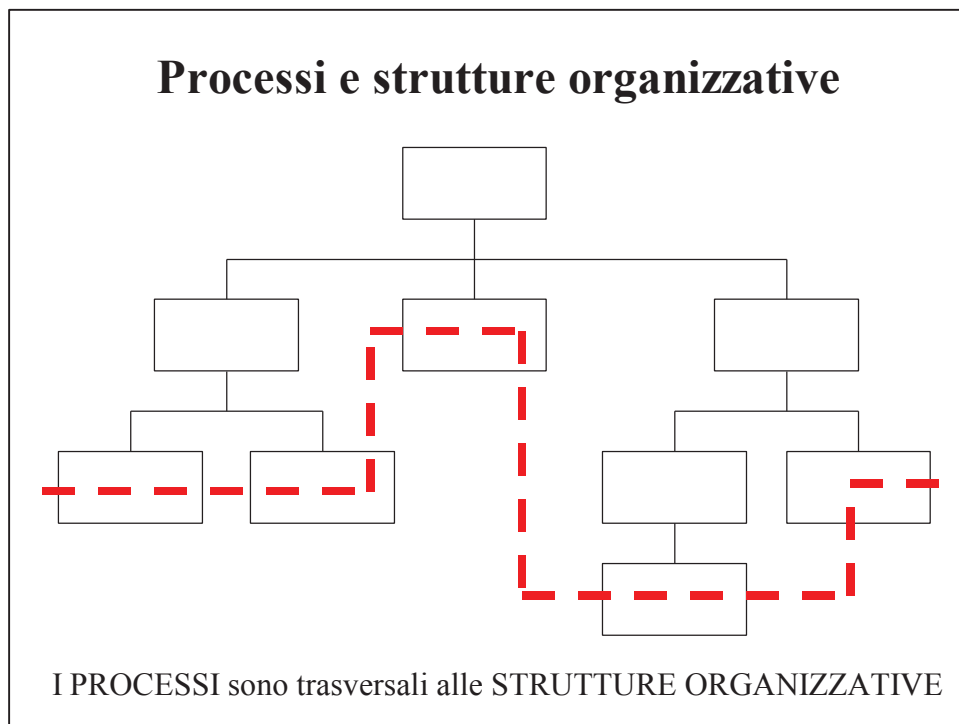 Processi e strutture organizzative
I PROCESSI sono trasversali alle STRUTTURE ORGANIZZATIVE